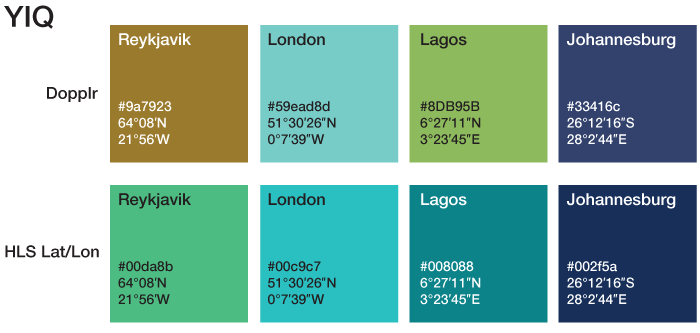 YIQ
Dopplr
Reykjavik
#9a7923
64°08′N
21°56′W
London
#59ead8d
51°30′26″N
0°7′39″W
Lagos
#8DB95B
6°27′11″N
3°23′45″E
Johannesburg
#33416c
26°12′16″S
28°2′44″E
HLS Lat/Lon
Reykjavik
#00da8b
64°08′N
21°56′W
London
#00c9c7
51°30′26″N
0°7′39″W
Lagos
#008088
6°27′11″N
3°23′45″E
Johannesburg
#002f5a
26°12′16″S
28°2′44″E